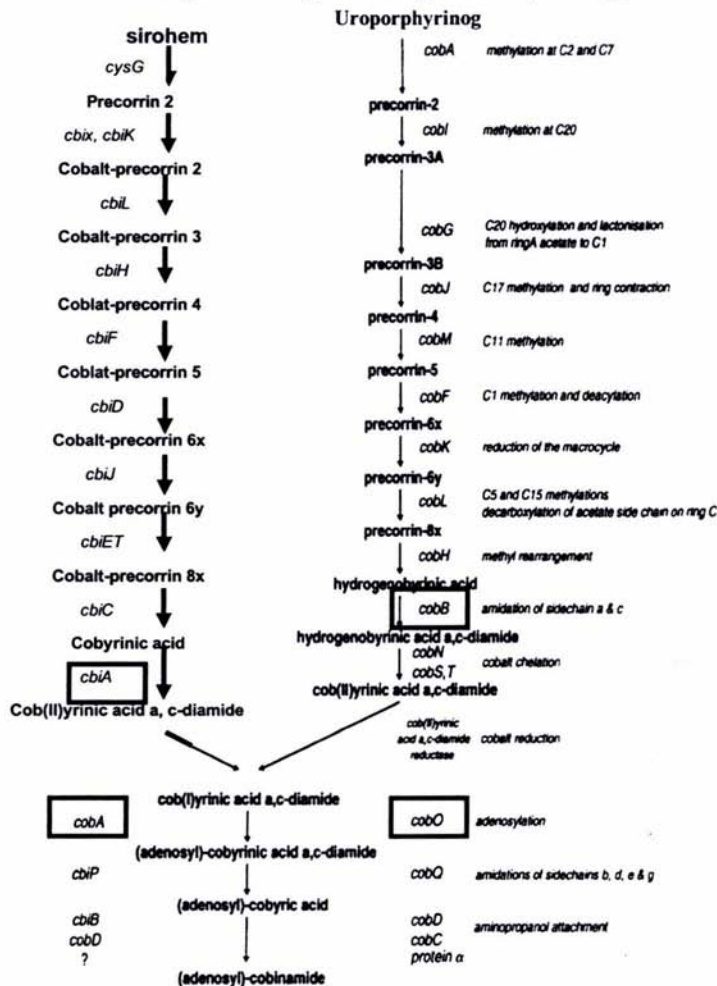 sirohem
cysG
Precorrin 2
cbix, cbiK
Cobalt-precorrin 2
cbiL
Cobalt-precorrin 3
cbiH
Coblat-precorrin 4
cbiF
Coblat-precorrin 5
cbiD
Cobalt-precorrin 6x
cbiJ
Cobalt precorrin 6y
cbiET
Cobalt-precorrin 8x
cbiC
Cobyrinic acid
cbiA
Cob(II)yrinic acid a, c-diamide
Uroporphyrinog
cobA methylation at C2 and C7
precorrin-2
cobI methylation at C20
precorrin-3A
cobG C20 hydroxylation and lactonisation
from ringA acetate to C1
precorrin-3B
cobJ C17 methylation and ring contraction
precorrin-4
cobM C11 methylation
precorrin-5
cobF C1 methylation and deacylation
precorrin-6x
cobK reduction of the macrocycle
precorrin-6y
cobL C5 and C15 methylations
decarboxylation of acetate side chain on ring C
precorrin-8x
cobH methyl rearrangement
hydrogenobyrinic acid
cobB amidation of sidechain a & c
hydrogenobyrinic acid a,c-diamide
cobN
cobS,T cobalt chelation
cob(II)yrinic acid a,c-diamide
cob(II)yrinic
acid a,c-diamide cobalt reduction
reductase
cob(I)yrinic acid a,c-diamide
cobA cobO adenosylation
(adenosyl)-cobyrinic acid a,c-diamide
cbiP cobQ amidations of sidechains b, d, e & g
(adenosyl)-cobyric acid
cbiB cobD aminopropanol attachment
cobD cobC
? protein α
(adenosyl)-cobinamide